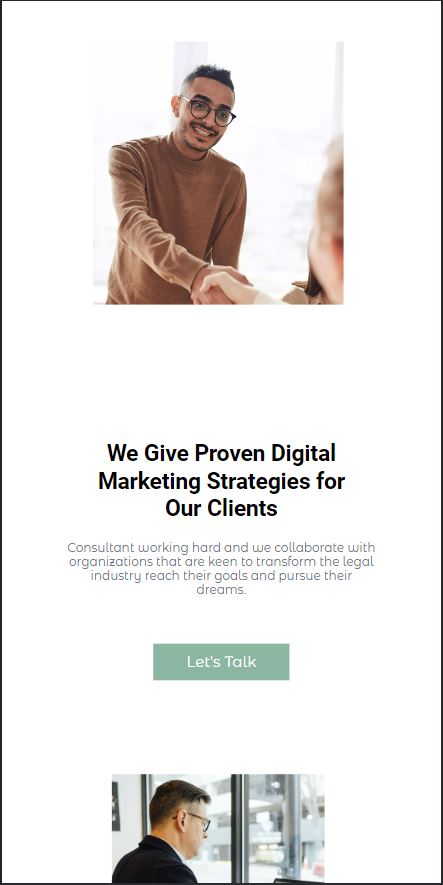 We Give Proven Digital
Marketing Strategies for
Our Clients
Consultant working hard and we collaborate with
organizations that are keen to transform the legal
industry reach their goals and pursue their
dreams.
Let's Talk